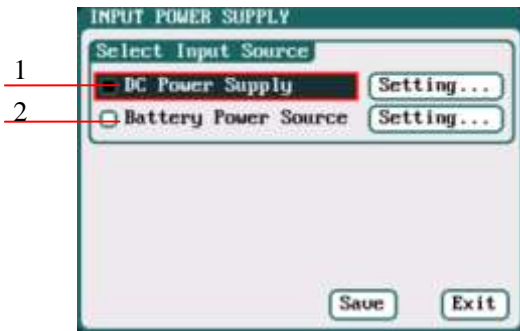 INPUT POWER SUPPLY
Select Input Source
1 DC Power Supply Setting...
2 Battery Power Source Setting...
Save Exit